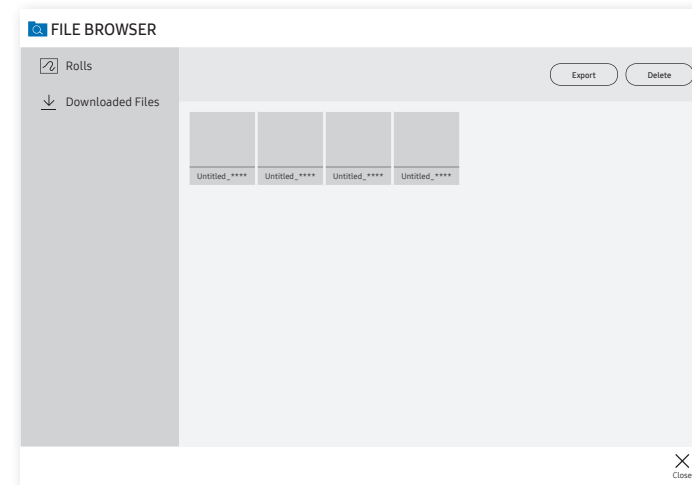 FILE BROWSER
Rolls
Downloaded Files
Export
Delete
Untitled_****
Untitled_****
Untitled_****
Untitled_****
Close